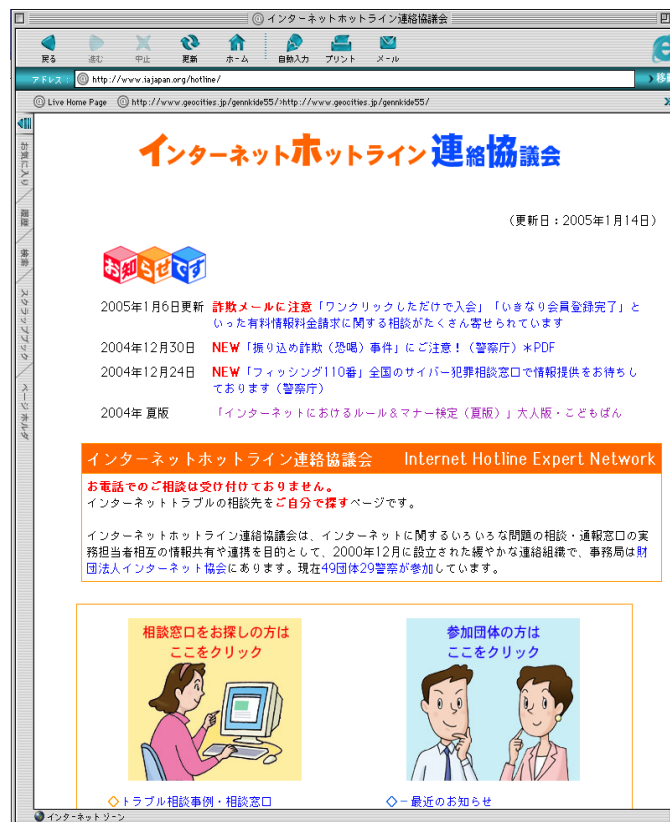 インターネットホットライン連絡協議会
戻る 進む 中止 更新 ホーム 自動入力 プリント メール
アドレス： http://www.iajapan.org/hotline/ 移動
Live Home Page http://www.geocities.jp/gennkide55/>http://www.geocities.jp/gennkide55/
お気に入り
履歴
検索
スクラップブック
ページ ホルダ
インターネットホットライン連絡協議会
（更新日：2005年1月14日）
お知らせです
2005年1月6日更新 詐欺メールに注意「ワンクリックしただけで入会」「いきなり会員登録完了」と
いった有料情報料金請求に関する相談がたくさん寄せられています
2004年12月30日 NEW「振り込め詐欺（恐喝）事件」にご注意！（警察庁）＊PDF
2004年12月24日 NEW「フィッシング110番」全国のサイバー犯罪相談窓口で情報提供をお待ちし
ております（警察庁）
2004年 夏版 「インターネットにおけるルール＆マナー検定（夏版）」大人版・こどもばん
インターネットホットライン連絡協議会 Internet Hotline Expert Network
お電話でのご相談は受け付けておりません。
インターネットトラブルの相談先をご自分で探すページです。
インターネットホットライン連絡協議会は、インターネットに関するいろいろな問題の相談・通報窓口の実
務担当者相互の情報共有や連携を目的として、2000年12月に設立された緩やかな連絡組織で、事務局は財
団法人インターネット協会にあります。現在49団体29警察が参加しています。
相談窓口をお探しの方は
ここをクリック
参加団体の方は
ここをクリック
◇トラブル相談事例・相談窓口
◇－最近のお知らせ
インターネット ゾーン